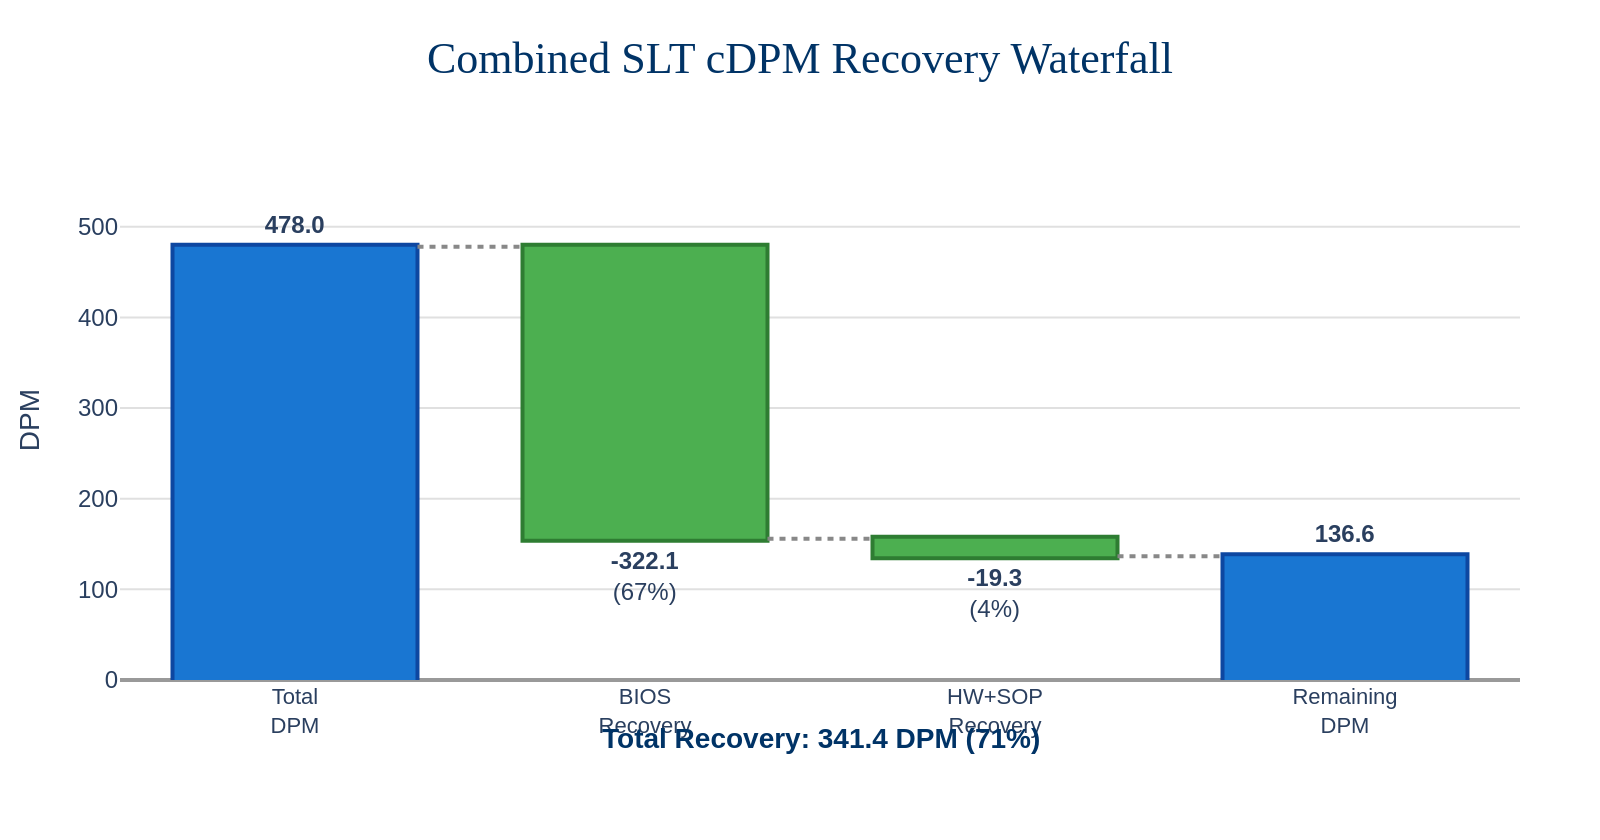 Combined SLT cDPM Recovery Waterfall
500
400
300
200
100
0
DPM
478.0
-322.1
(67%)
-19.3
(4%)
136.6
Total
DPM
BIOS
Recovery
HW+SOP
Recovery
Remaining
DPM
Total Recovery: 341.4 DPM (71%)